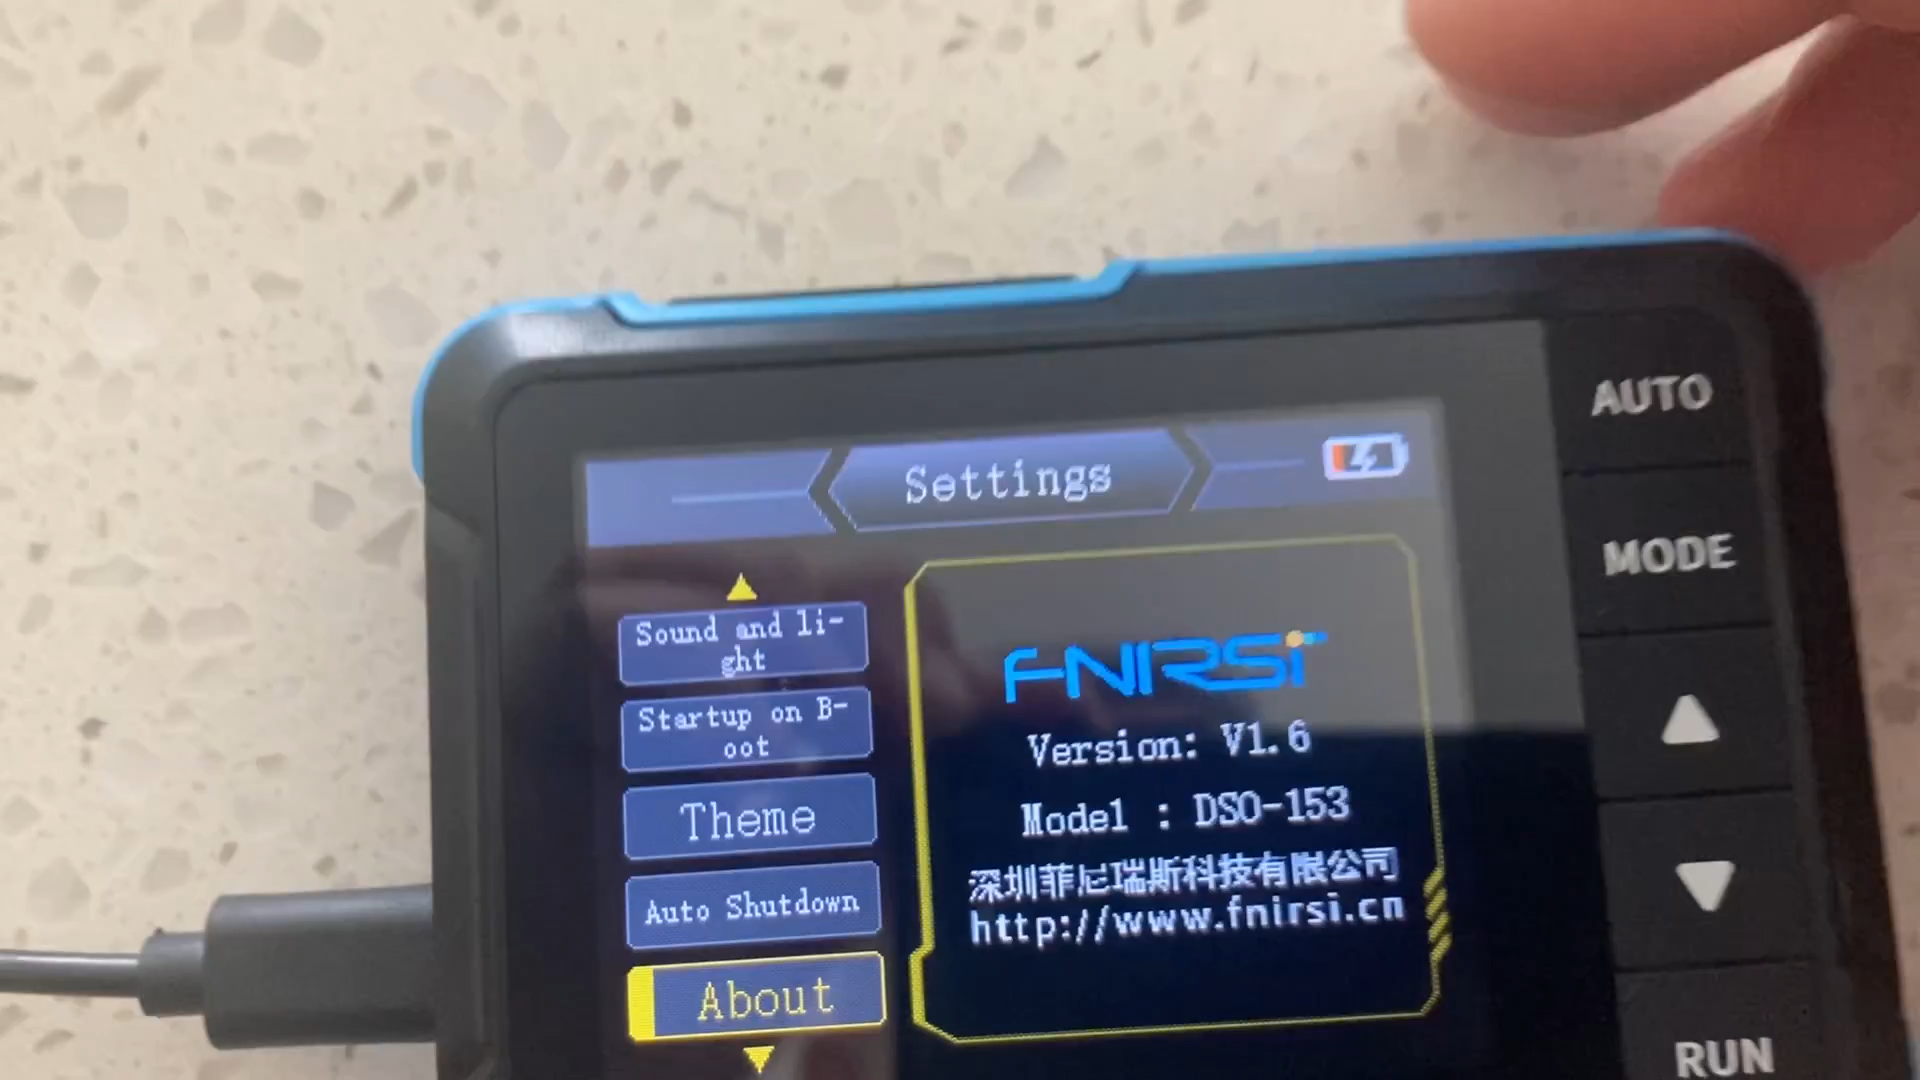 Settings
Sound and li-
ght
Startup on B-
oot
Theme
Auto Shutdown
About
FNIRSI
Version: V1.6
Model : DSO-153
深圳菲尼瑞斯科技有限公司
http://www.fnirsi.cn
AUTO
MODE
RUN